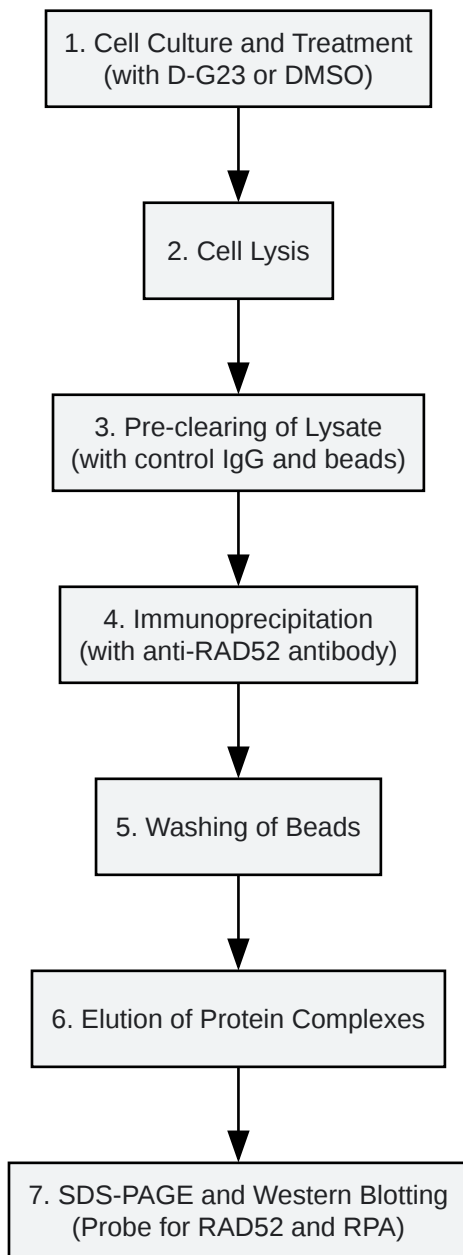 1. Cell Culture and Treatment
(with D-G23 or DMSO)
2. Cell Lysis
3. Pre-clearing of Lysate
(with control IgG and beads)
4. Immunoprecipitation
(with anti-RAD52 antibody)
5. Washing of Beads
6. Elution of Protein Complexes
7. SDS-PAGE and Western Blotting
(Probe for RAD52 and RPA)